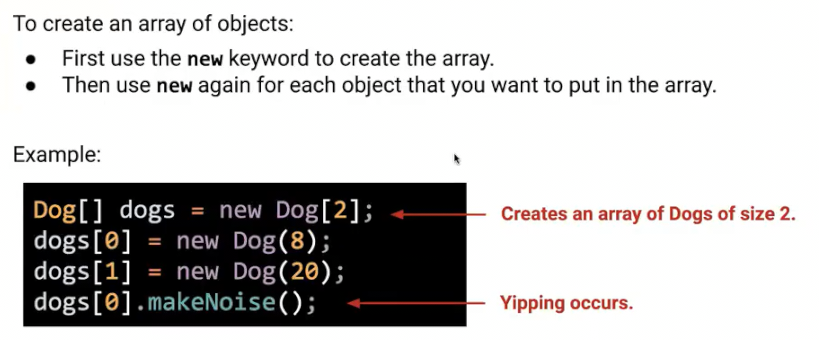 To create an array of objects:
● First use the new keyword to create the array.
● Then use new again for each object that you want to put in the array.
Example:
Dog[] dogs = new Dog[2];
Creates an array of Dogs of size 2.
dogs[0] = new Dog(8);
dogs[1] = new Dog(20);
dogs[0].makeNoise();
Yipping occurs.